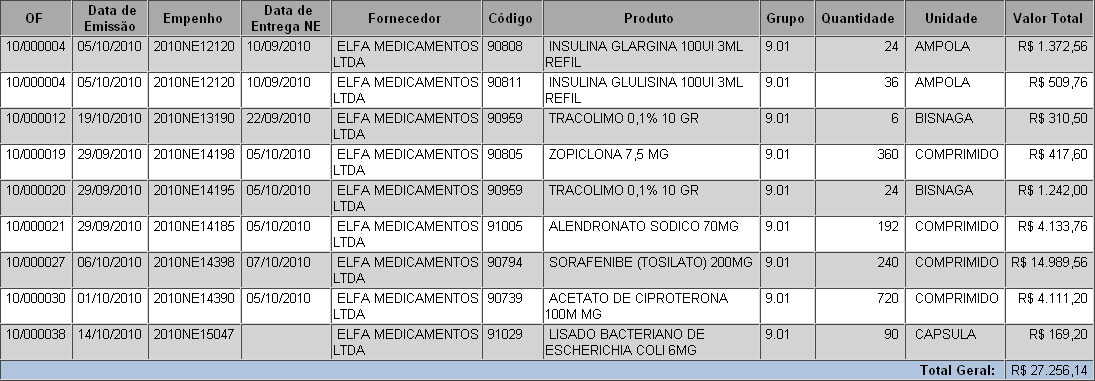 OF Data de Emissão Empenho Data de Entrega NE Fornecedor Código Produto Grupo Quantidade Unidade Valor Total
10/000004 05/10/2010 2010NE12120 10/09/2010 ELFA MEDICAMENTOS LTDA 90808 INSULINA GLARGINA 100UI 3ML REFIL 9.01 24 AMPOLA R$ 1.372,56
10/000004 05/10/2010 2010NE12120 10/09/2010 ELFA MEDICAMENTOS LTDA 90811 INSULINA GLULISINA 100UI 3ML REFIL 9.01 36 AMPOLA R$ 509,76
10/000012 19/10/2010 2010NE13190 22/09/2010 ELFA MEDICAMENTOS LTDA 90959 TRACOLIMO 0,1% 10 GR 9.01 6 BISNAGA R$ 310,50
10/000019 29/09/2010 2010NE14198 05/10/2010 ELFA MEDICAMENTOS LTDA 90805 ZOPICLONA 7,5 MG 9.01 360 COMPRIMIDO R$ 417,60
10/000020 29/09/2010 2010NE14195 05/10/2010 ELFA MEDICAMENTOS LTDA 90959 TRACOLIMO 0,1% 10 GR 9.01 24 BISNAGA R$ 1.242,00
10/000021 29/09/2010 2010NE14185 05/10/2010 ELFA MEDICAMENTOS LTDA 91005 ALENDRONATO SODICO 70MG 9.01 192 COMPRIMIDO R$ 4.133,76
10/000027 06/10/2010 2010NE14398 07/10/2010 ELFA MEDICAMENTOS LTDA 90794 SORAFENIBE (TOSILATO) 200MG 9.01 240 COMPRIMIDO R$ 14.989,56
10/000030 01/10/2010 2010NE14390 05/10/2010 ELFA MEDICAMENTOS LTDA 90739 ACETATO DE CIPROTERONA 100M MG 9.01 720 COMPRIMIDO R$ 4.111,20
10/000038 14/10/2010 2010NE15047 ELFA MEDICAMENTOS LTDA 91029 LISADO BACTERIANO DE ESCHERICHIA COLI 6MG 9.01 90 CAPSULA R$ 169,20
Total Geral: R$ 27.256,14